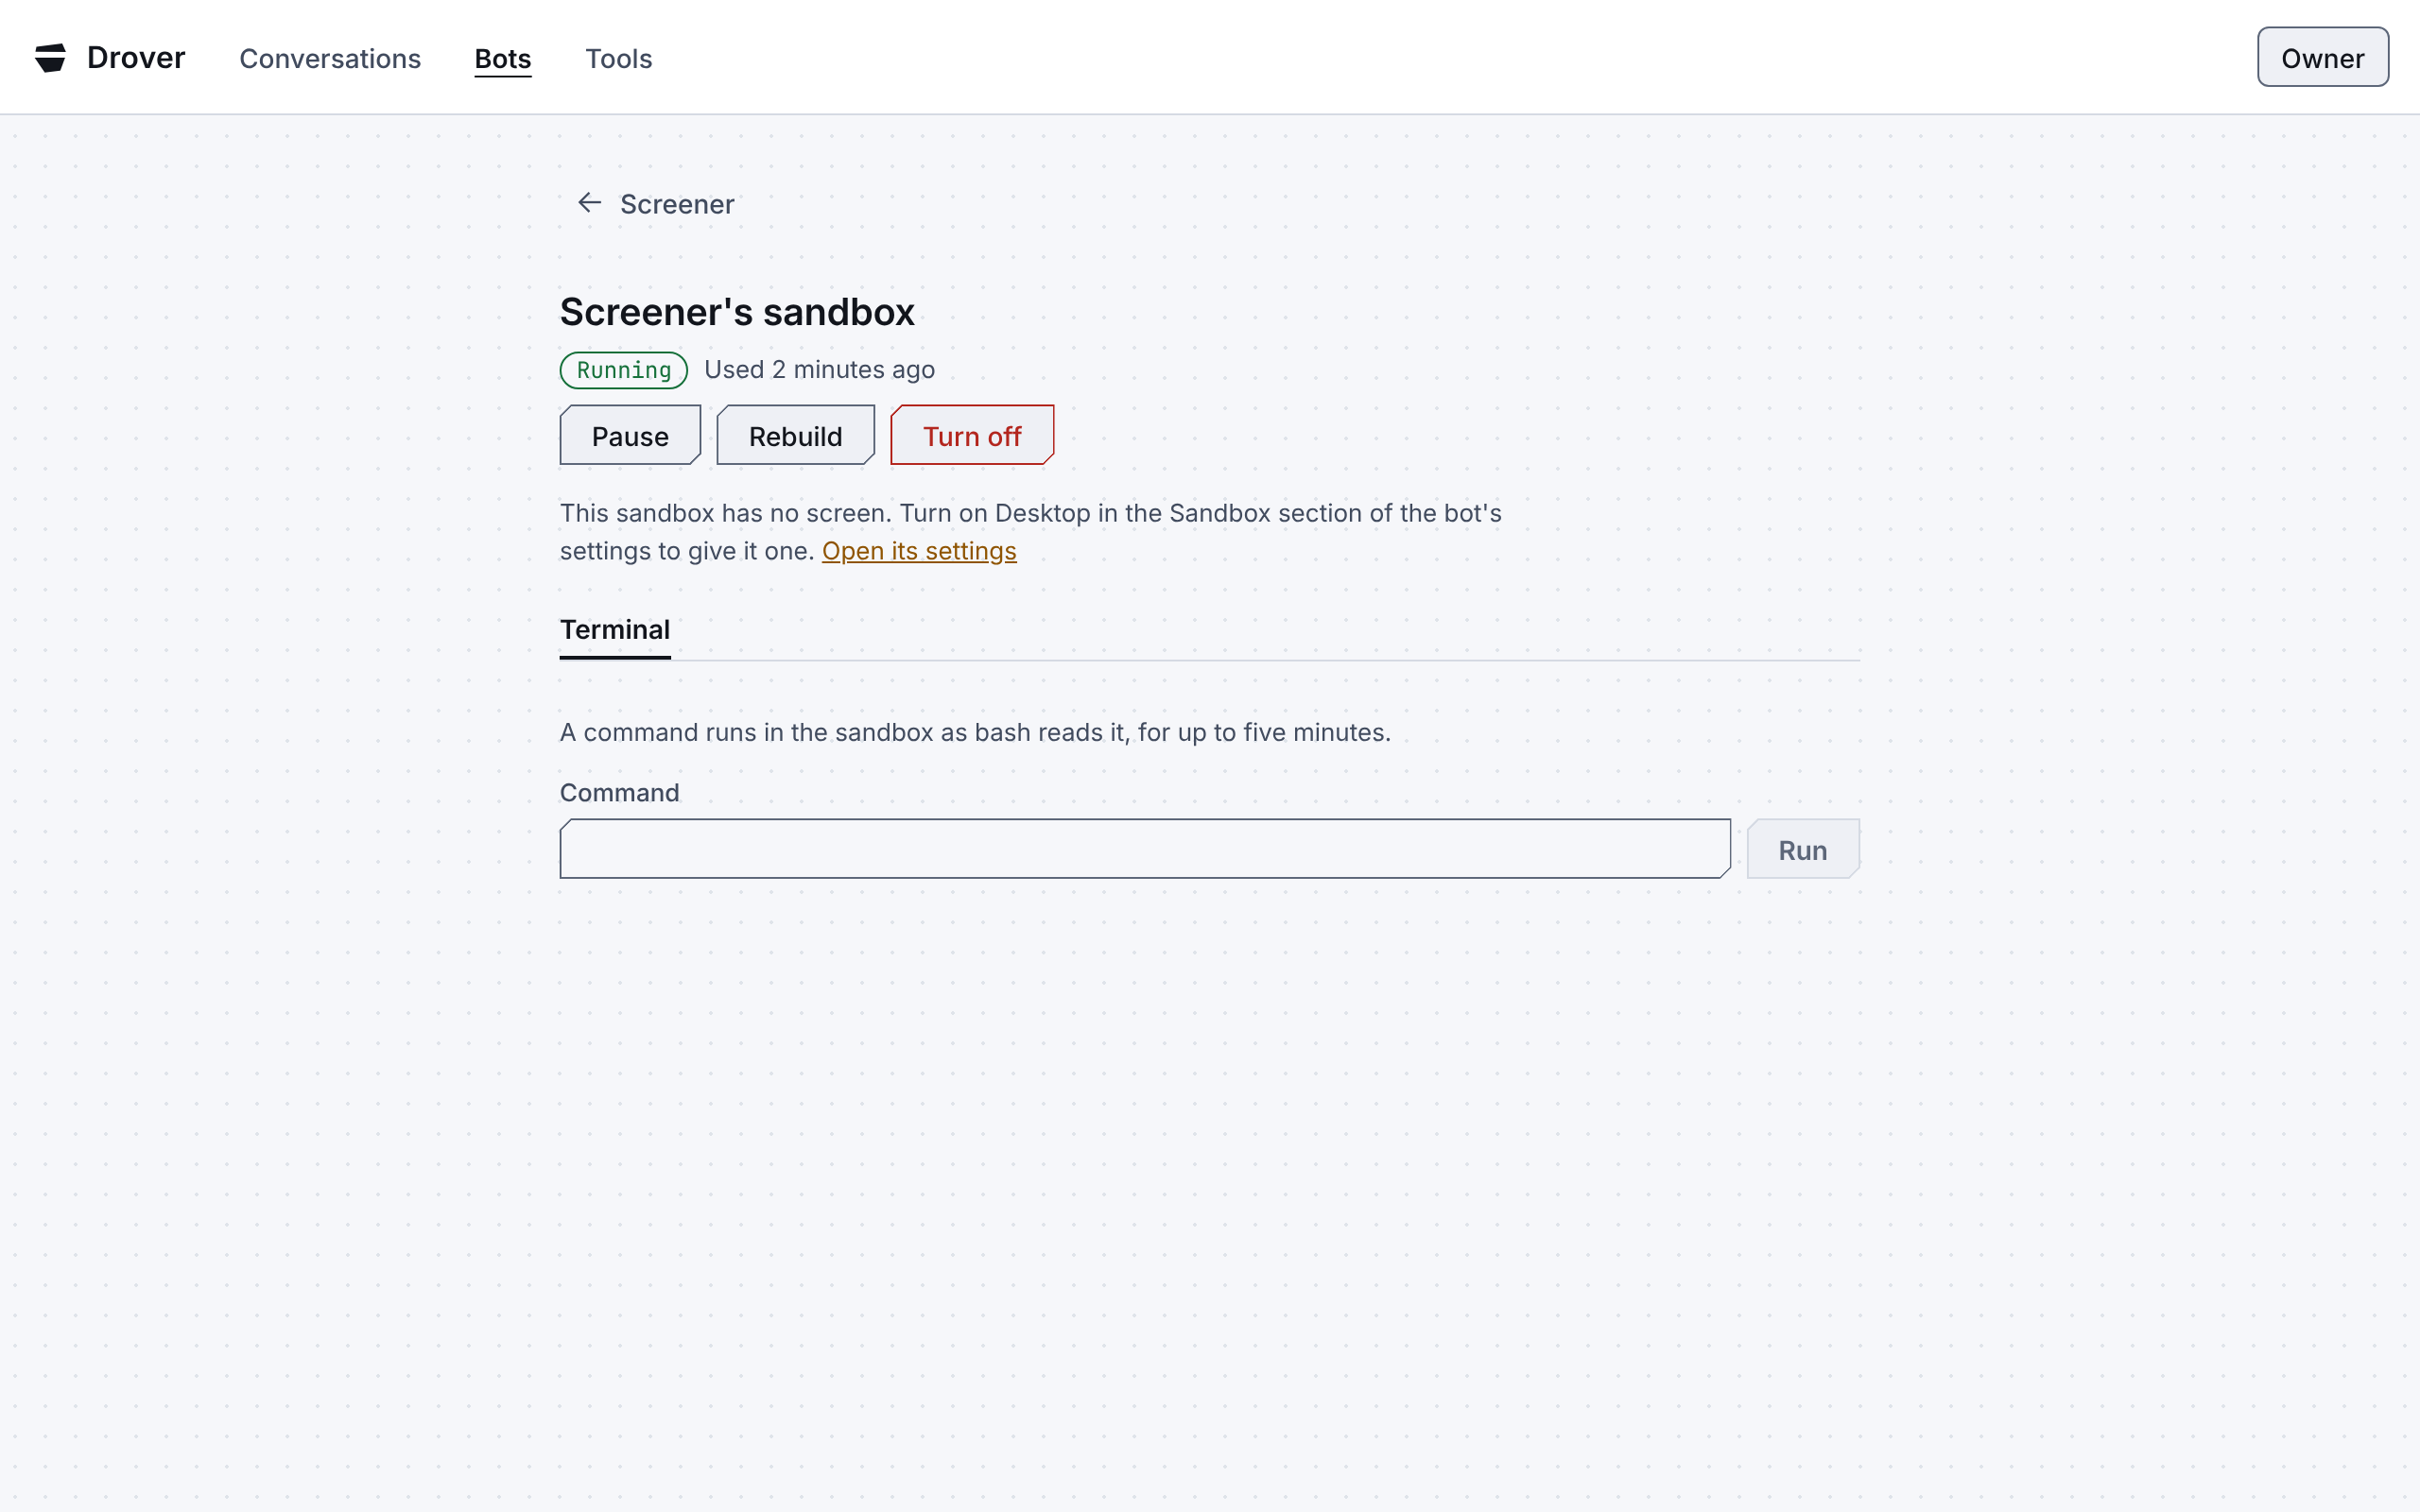 Drover Conversations Bots Tools Owner
← Screener
Screener's sandbox
Running Used 2 minutes ago
Pause Rebuild Turn off
This sandbox has no screen. Turn on Desktop in the Sandbox section of the bot's
settings to give it one. Open its settings
Terminal
A command runs in the sandbox as bash reads it, for up to five minutes.
Command
Run